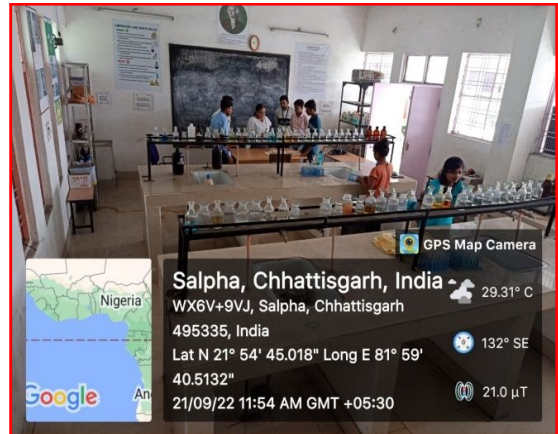 GPS Map Camera
Salpha, Chhattisgarh, India
WX6V+9VJ, Salpha, Chhattisgarh
495335, India
Lat N 21° 54' 45.018" Long E 81° 59'
40.5132"
21/09/22 11:54 AM GMT +05:30
29.31° C
132° SE
21.0 µT
Nigeria
An
Google